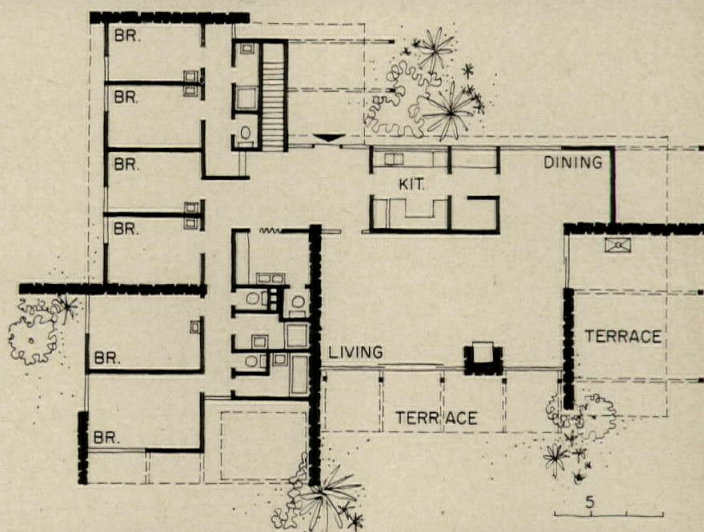 BR.
BR.
BR.
BR.
BR.
BR.
KIT.
DINING
LIVING
TERRACE
TERRACE
5